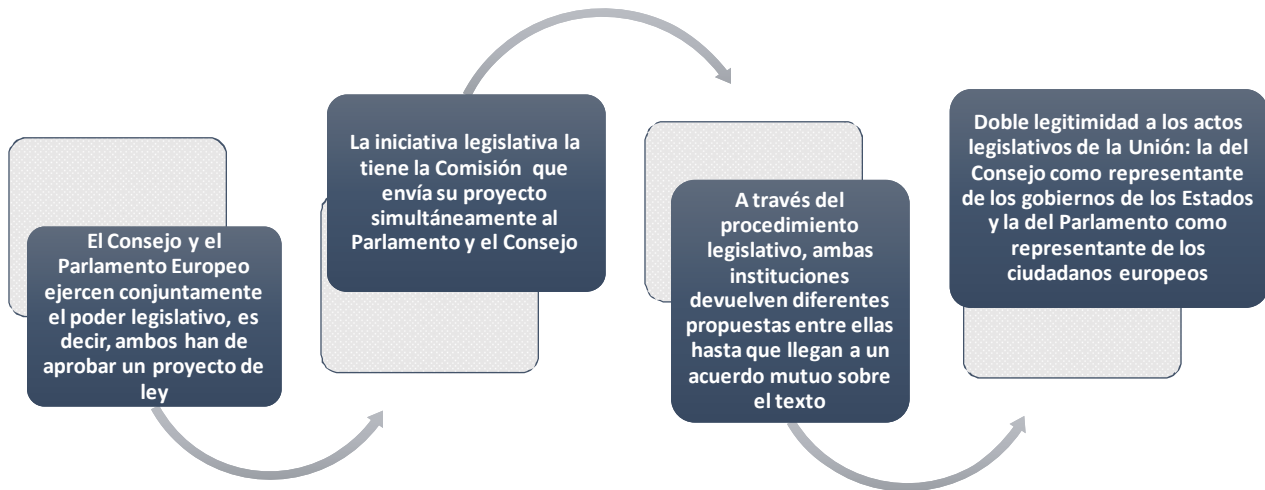 El Consejo y el
Parlamento Europeo
ejercen conjuntamente
el poder legislativo, es
decir, ambos han de
aprobar un proyecto de
ley
La iniciativa legislativa la
tiene la Comisión que
envía su proyecto
simultáneamente al
Parlamento y el Consejo
A través del
procedimiento
legislativo, ambas
instituciones
devuelven diferentes
propuestas entre ellas
hasta que llegan a un
acuerdo mutuo sobre
el texto
Doble legitimidad a los actos
legislativos de la Unión: la del
Consejo como representante
de los gobiernos de los Estados
y la del Parlamento como
representante de los
ciudadanos europeos